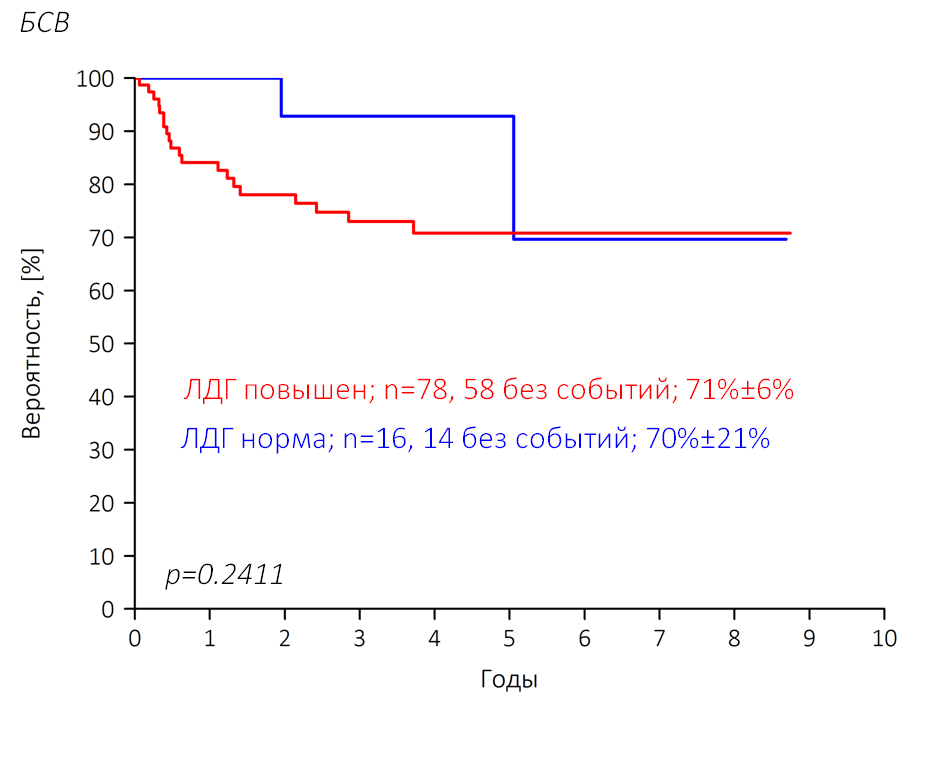 БСВ
100
90
80
70
60
50
40
30
20
10
0
Вероятность, [%]
ЛДГ повышен; n=78, 58 без событий; 71%±6%
ЛДГ норма; n=16, 14 без событий; 70%±21%
p=0.2411
0 1 2 3 4 5 6 7 8 9 10
Годы